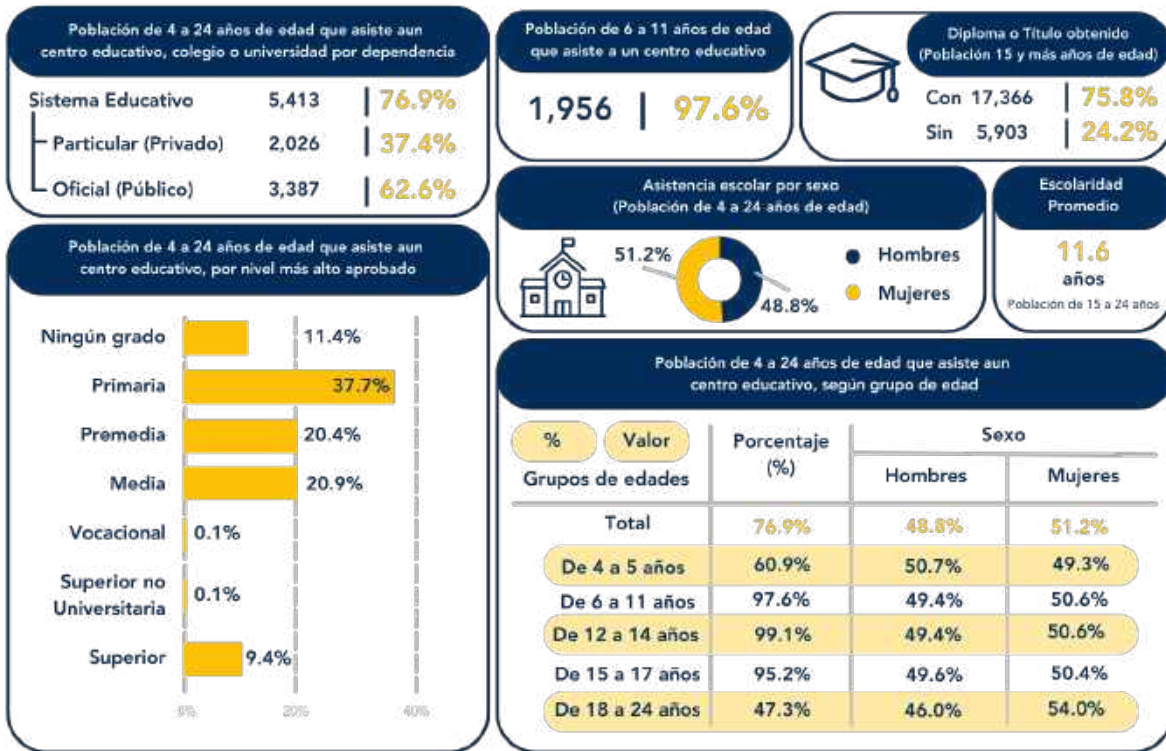 Población de 4 a 24 años de edad que asiste aun
centro educativo, colegio o universidad por dependencia
Sistema Educativo 5,413 76.9%
Particular (Privado) 2,026 37.4%
Oficial (Público) 3,387 62.6%
Población de 6 a 11 años de edad
que asiste a un centro educativo
1,956 97.6%
Diploma o Título obtenido
(Población 15 y más años de edad)
Con 17,366 75.8%
Sin 5,903 24.2%
Asistencia escolar por sexo
(Población de 4 a 24 años de edad)
51.2%
48.8%
Hombres
Mujeres
Escolaridad
Promedio
11.6
años
Población de 15 a 24 años
Población de 4 a 24 años de edad que asiste aun
centro educativo, por nivel más alto aprobado
Ningún grado 11.4%
Primaria 37.7%
Premedia 20.4%
Media 20.9%
Vocacional 0.1%
Superior no
Universitaria 0.1%
Superior 9.4%
0% 20% 40%
Población de 4 a 24 años de edad que asiste aun
centro educativo, según grupo de edad
% Valor
Grupos de edades
Porcentaje
(%)
Sexo
Hombres Mujeres
Total 76.9% 48.8% 51.2%
De 4 a 5 años 60.9% 50.7% 49.3%
De 6 a 11 años 97.6% 49.4% 50.6%
De 12 a 14 años 99.1% 49.4% 50.6%
De 15 a 17 años 95.2% 49.6% 50.4%
De 18 a 24 años 47.3% 46.0% 54.0%